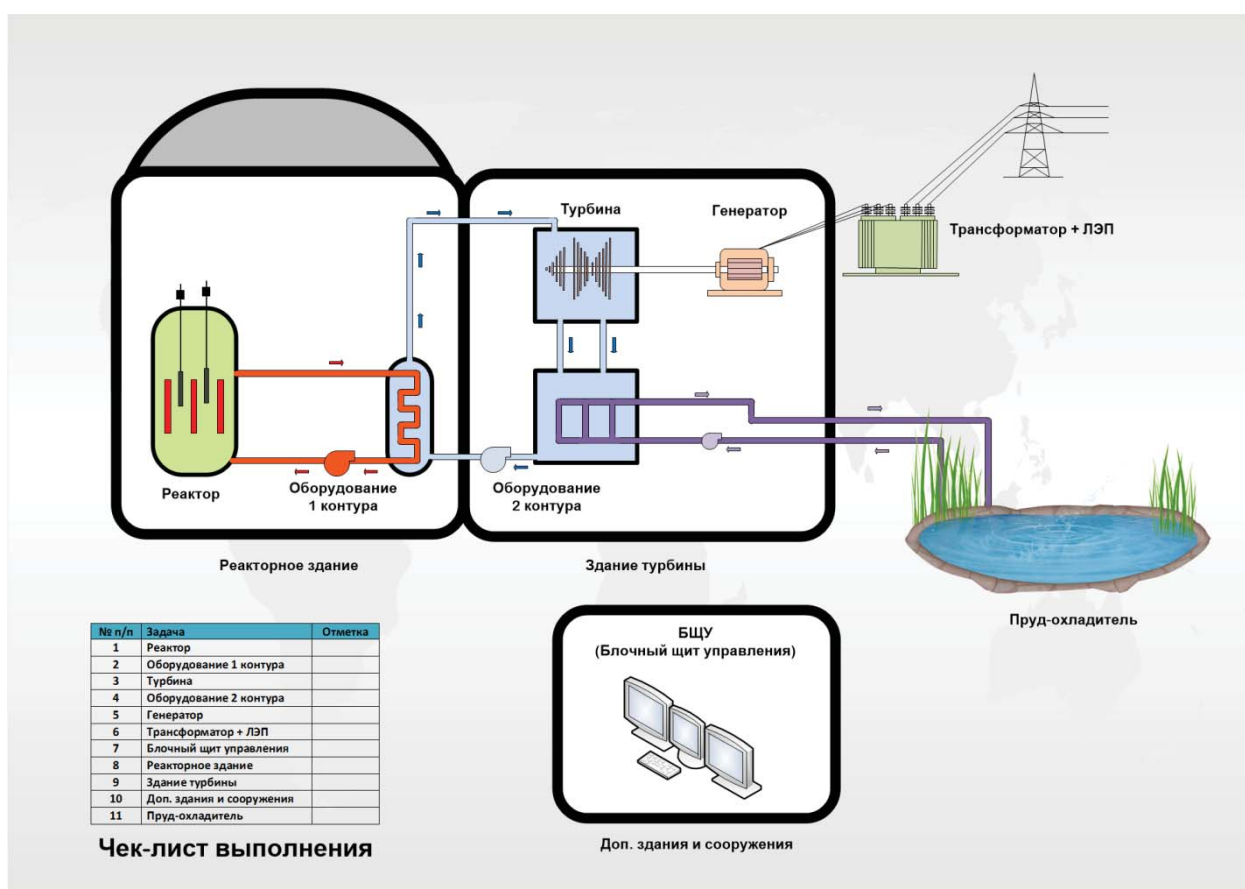 Турбина
Генератор
Трансформатор + ЛЭП
Реактор
Оборудование
1 контура
Оборудование
2 контура
Реакторное здание
Здание турбины
Пруд-охладитель
№ п/п Задача Отметка
1 Реактор
2 Оборудование 1 контура
3 Турбина
4 Оборудование 2 контура
5 Генератор
6 Трансформатор + ЛЭП
7 Блочный щит управления
8 Реакторное здание
9 Здание турбины
10 Доп. здания и сооружения
11 Пруд-охладитель
Чек-лист выполнения
БЩУ
(Блочный щит управления)
Доп. здания и сооружения